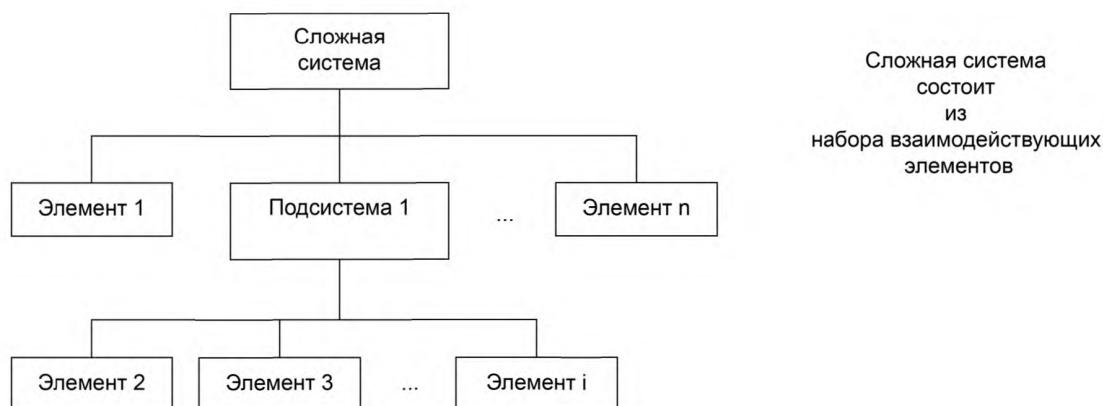 Сложная
система
Сложная система
состоит
из
набора взаимодействующих
элементов
Элемент 1
Подсистема 1
...
Элемент n
Элемент 2
Элемент 3
...
Элемент i